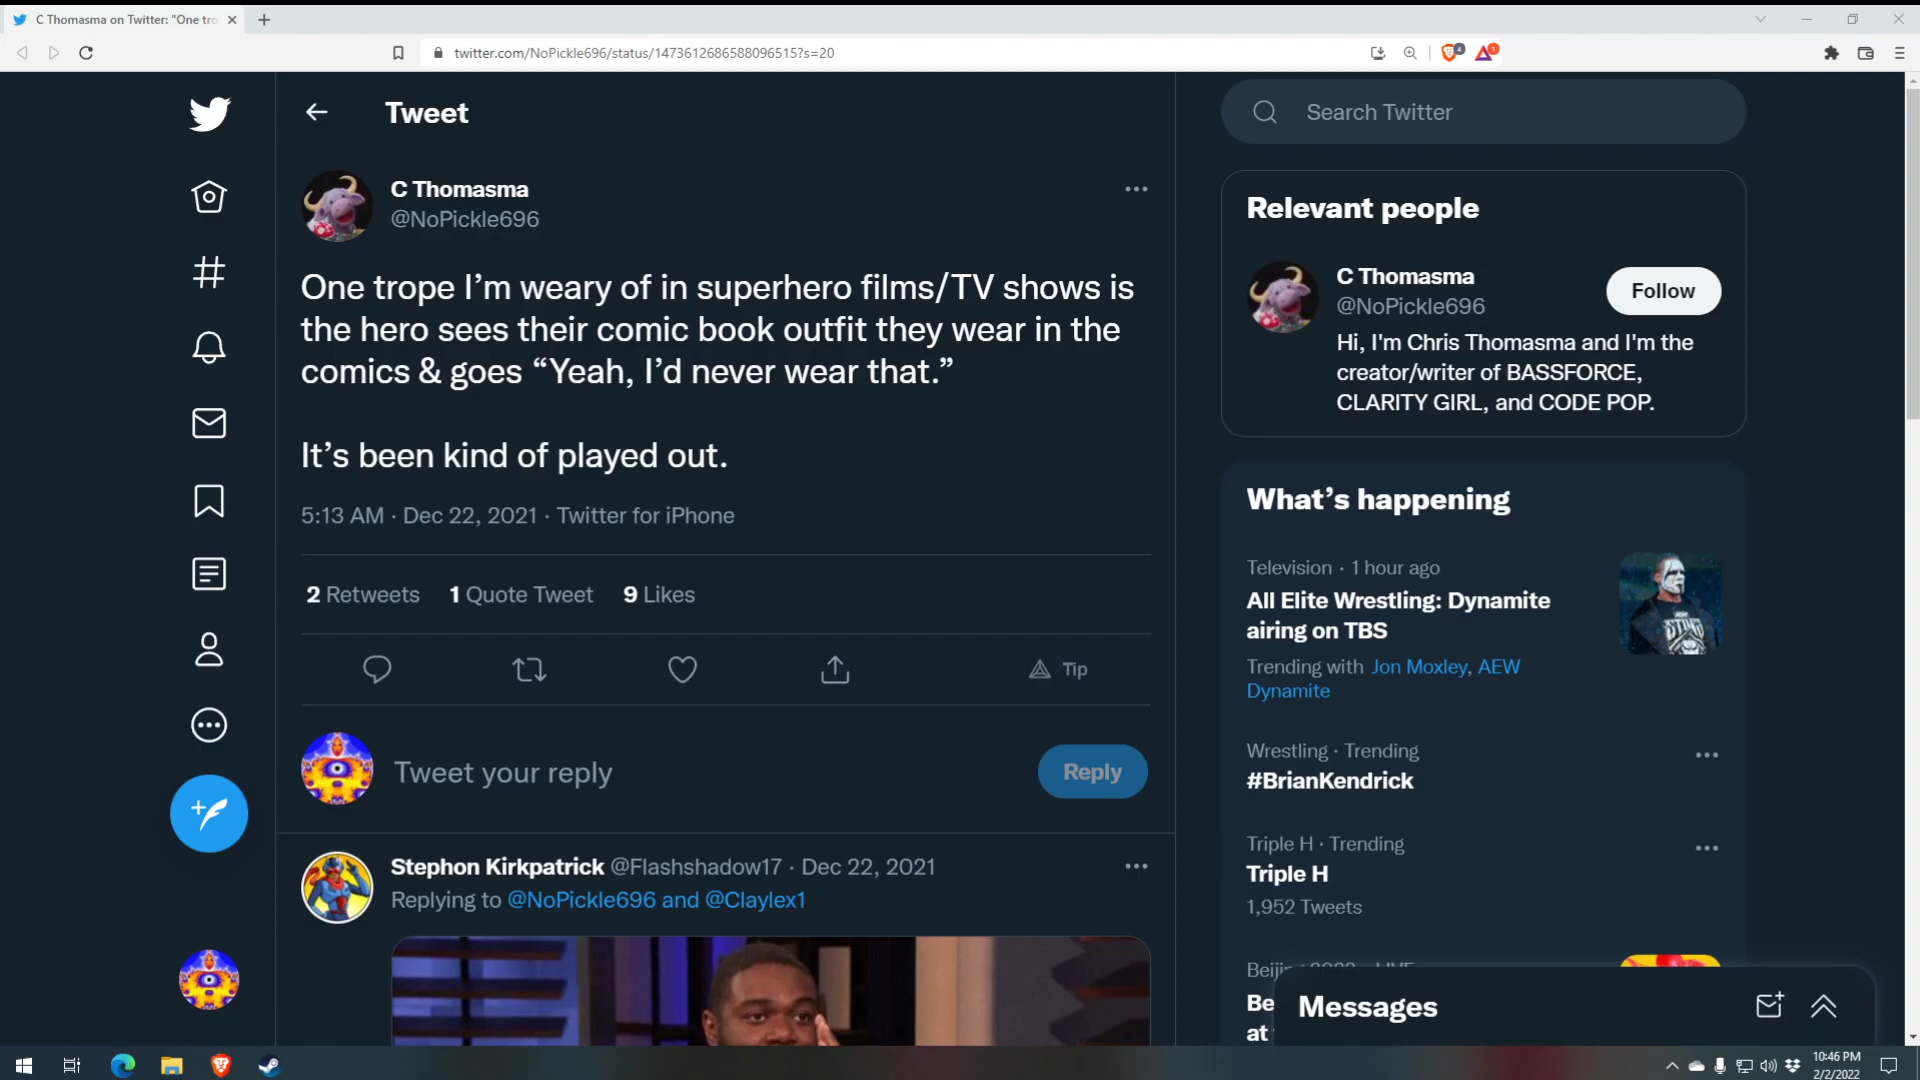 C Thomasma on Twitter: "One tro
twitter.com/NoPickle696/status/1473612686588096515?s=20
4
1
Tweet
C Thomasma
@NoPickle696
One trope I’m weary of in superhero films/TV shows is
the hero sees their comic book outfit they wear in the
comics & goes “Yeah, I’d never wear that.”
It’s been kind of played out.
5:13 AM · Dec 22, 2021 · Twitter for iPhone
2 Retweets 1 Quote Tweet 9 Likes
Tip
Tweet your reply
Reply
Stephon Kirkpatrick @Flashshadow17 · Dec 22, 2021
Replying to @NoPickle696 and @Claylex1
Search Twitter
Relevant people
C Thomasma
@NoPickle696
Follow
Hi, I'm Chris Thomasma and I'm the
creator/writer of BASSFORCE,
CLARITY GIRL, and CODE POP.
What’s happening
Television · 1 hour ago
All Elite Wrestling: Dynamite
airing on TBS
Trending with Jon Moxley, AEW
Dynamite
STING
Wrestling · Trending
#BrianKendrick
Triple H · Trending
Triple H
1,952 Tweets
Be
at
Messages
10:46 PM
2/2/2022